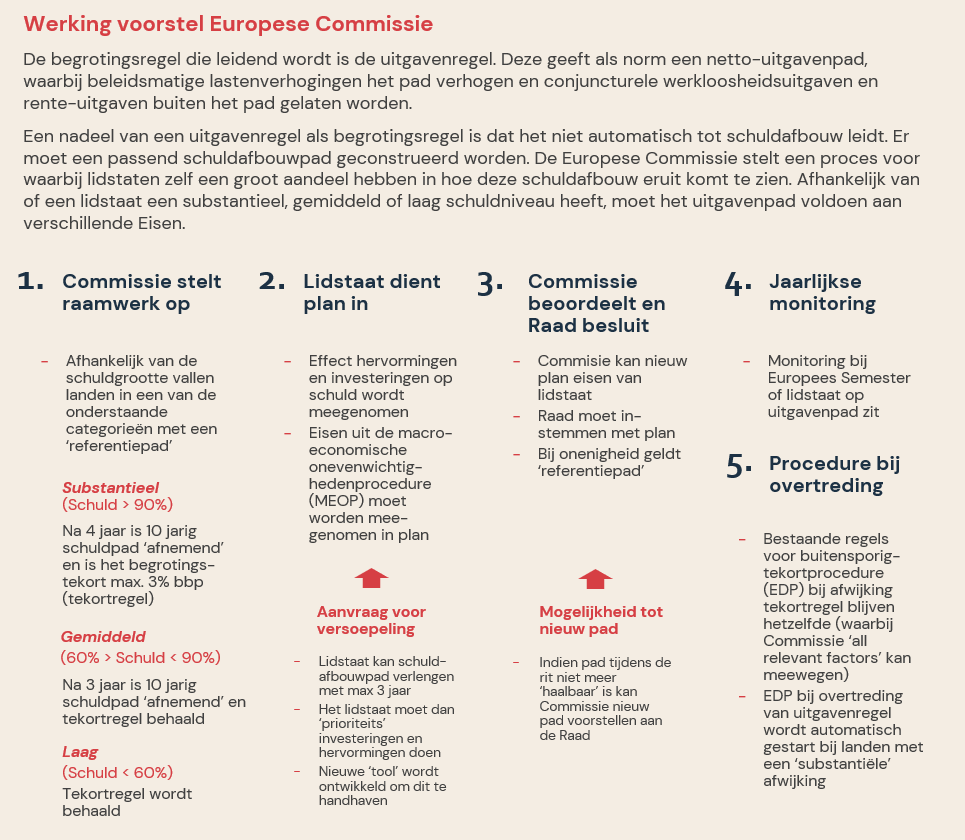 Werking voorstel Europese Commissie
De begrotingsregel die leidend wordt is de uitgavenregel. Deze geeft als norm een netto-uitgavenpad,
waarbij beleidsmatige lastenverhogingen het pad verhogen en conjuncturele werkloosheidsuitgaven en
rente-uitgaven buiten het pad gelaten worden.
Een nadeel van een uitgavenregel als begrotingsregel is dat het niet automatisch tot schuldafbouw leidt. Er
moet een passend schuldafbouwpad geconstrueerd worden. De Europese Commissie stelt een proces voor
waarbij lidstaten zelf een groot aandeel hebben in hoe deze schuldafbouw eruit komt te zien. Afhankelijk van
of een lidstaat een substantieel, gemiddeld of laag schuldniveau heeft, moet het uitgavenpad voldoen aan
verschillende Eisen.
1. Commissie stelt
raamwerk op
- Afhankelijk van de
schuldgrootte vallen
landen in een van de
onderstaande
categorieën met een
‘referentiepad’
Substantieel
(Schuld > 90%)
Na 4 jaar is 10 jarig
schuldpad ‘afnemend’
en is het begrotings-
tekort max. 3% bbp
(tekortregel)
Gemiddeld
(60% > Schuld < 90%)
Na 3 jaar is 10 jarig
schuldpad ‘afnemend’ en
tekortregel behaald
Laag
(Schuld < 60%)
Tekortregel wordt
behaald
2. Lidstaat dient
plan in
- Effect hervormingen
en investeringen op
schuld wordt
meegenomen
- Eisen uit de macro-
economische
onevenwichtig-
hedenprocedure
(MEOP) moet
worden mee-
genomen in plan
Aanvraag voor
versoepeling
- Lidstaat kan schuld-
afbouwpad verlengen
met max 3 jaar
- Het lidstaat moet dan
‘prioriteits’
investeringen en
hervormingen doen
- Nieuwe ‘tool’ wordt
ontwikkeld om dit te
handhaven
3. Commissie
beoordeelt en
Raad besluit
- Commisie kan nieuw
plan eisen van
lidstaat
- Raad moet in-
stemmen met plan
- Bij onenigheid geldt
‘referentiepad’
Mogelijkheid tot
nieuw pad
- Indien pad tijdens de
rit niet meer
‘haalbaar’ is kan
Commissie nieuw
pad voorstellen aan
de Raad
4. Jaarlijkse
monitoring
- Monitoring bij
Europees Semester
of lidstaat op
uitgavenpad zit
5. Procedure bij
overtreding
- Bestaande regels
voor buitensporig-
tekortprocedure
(EDP) bij afwijking
tekortregel blijven
hetzelfde (waarbij
Commissie ‘all
relevant factors’ kan
meewegen)
- EDP bij overtreding
van uitgavenregel
wordt automatisch
gestart bij landen met
een ‘substantiële’
afwijking